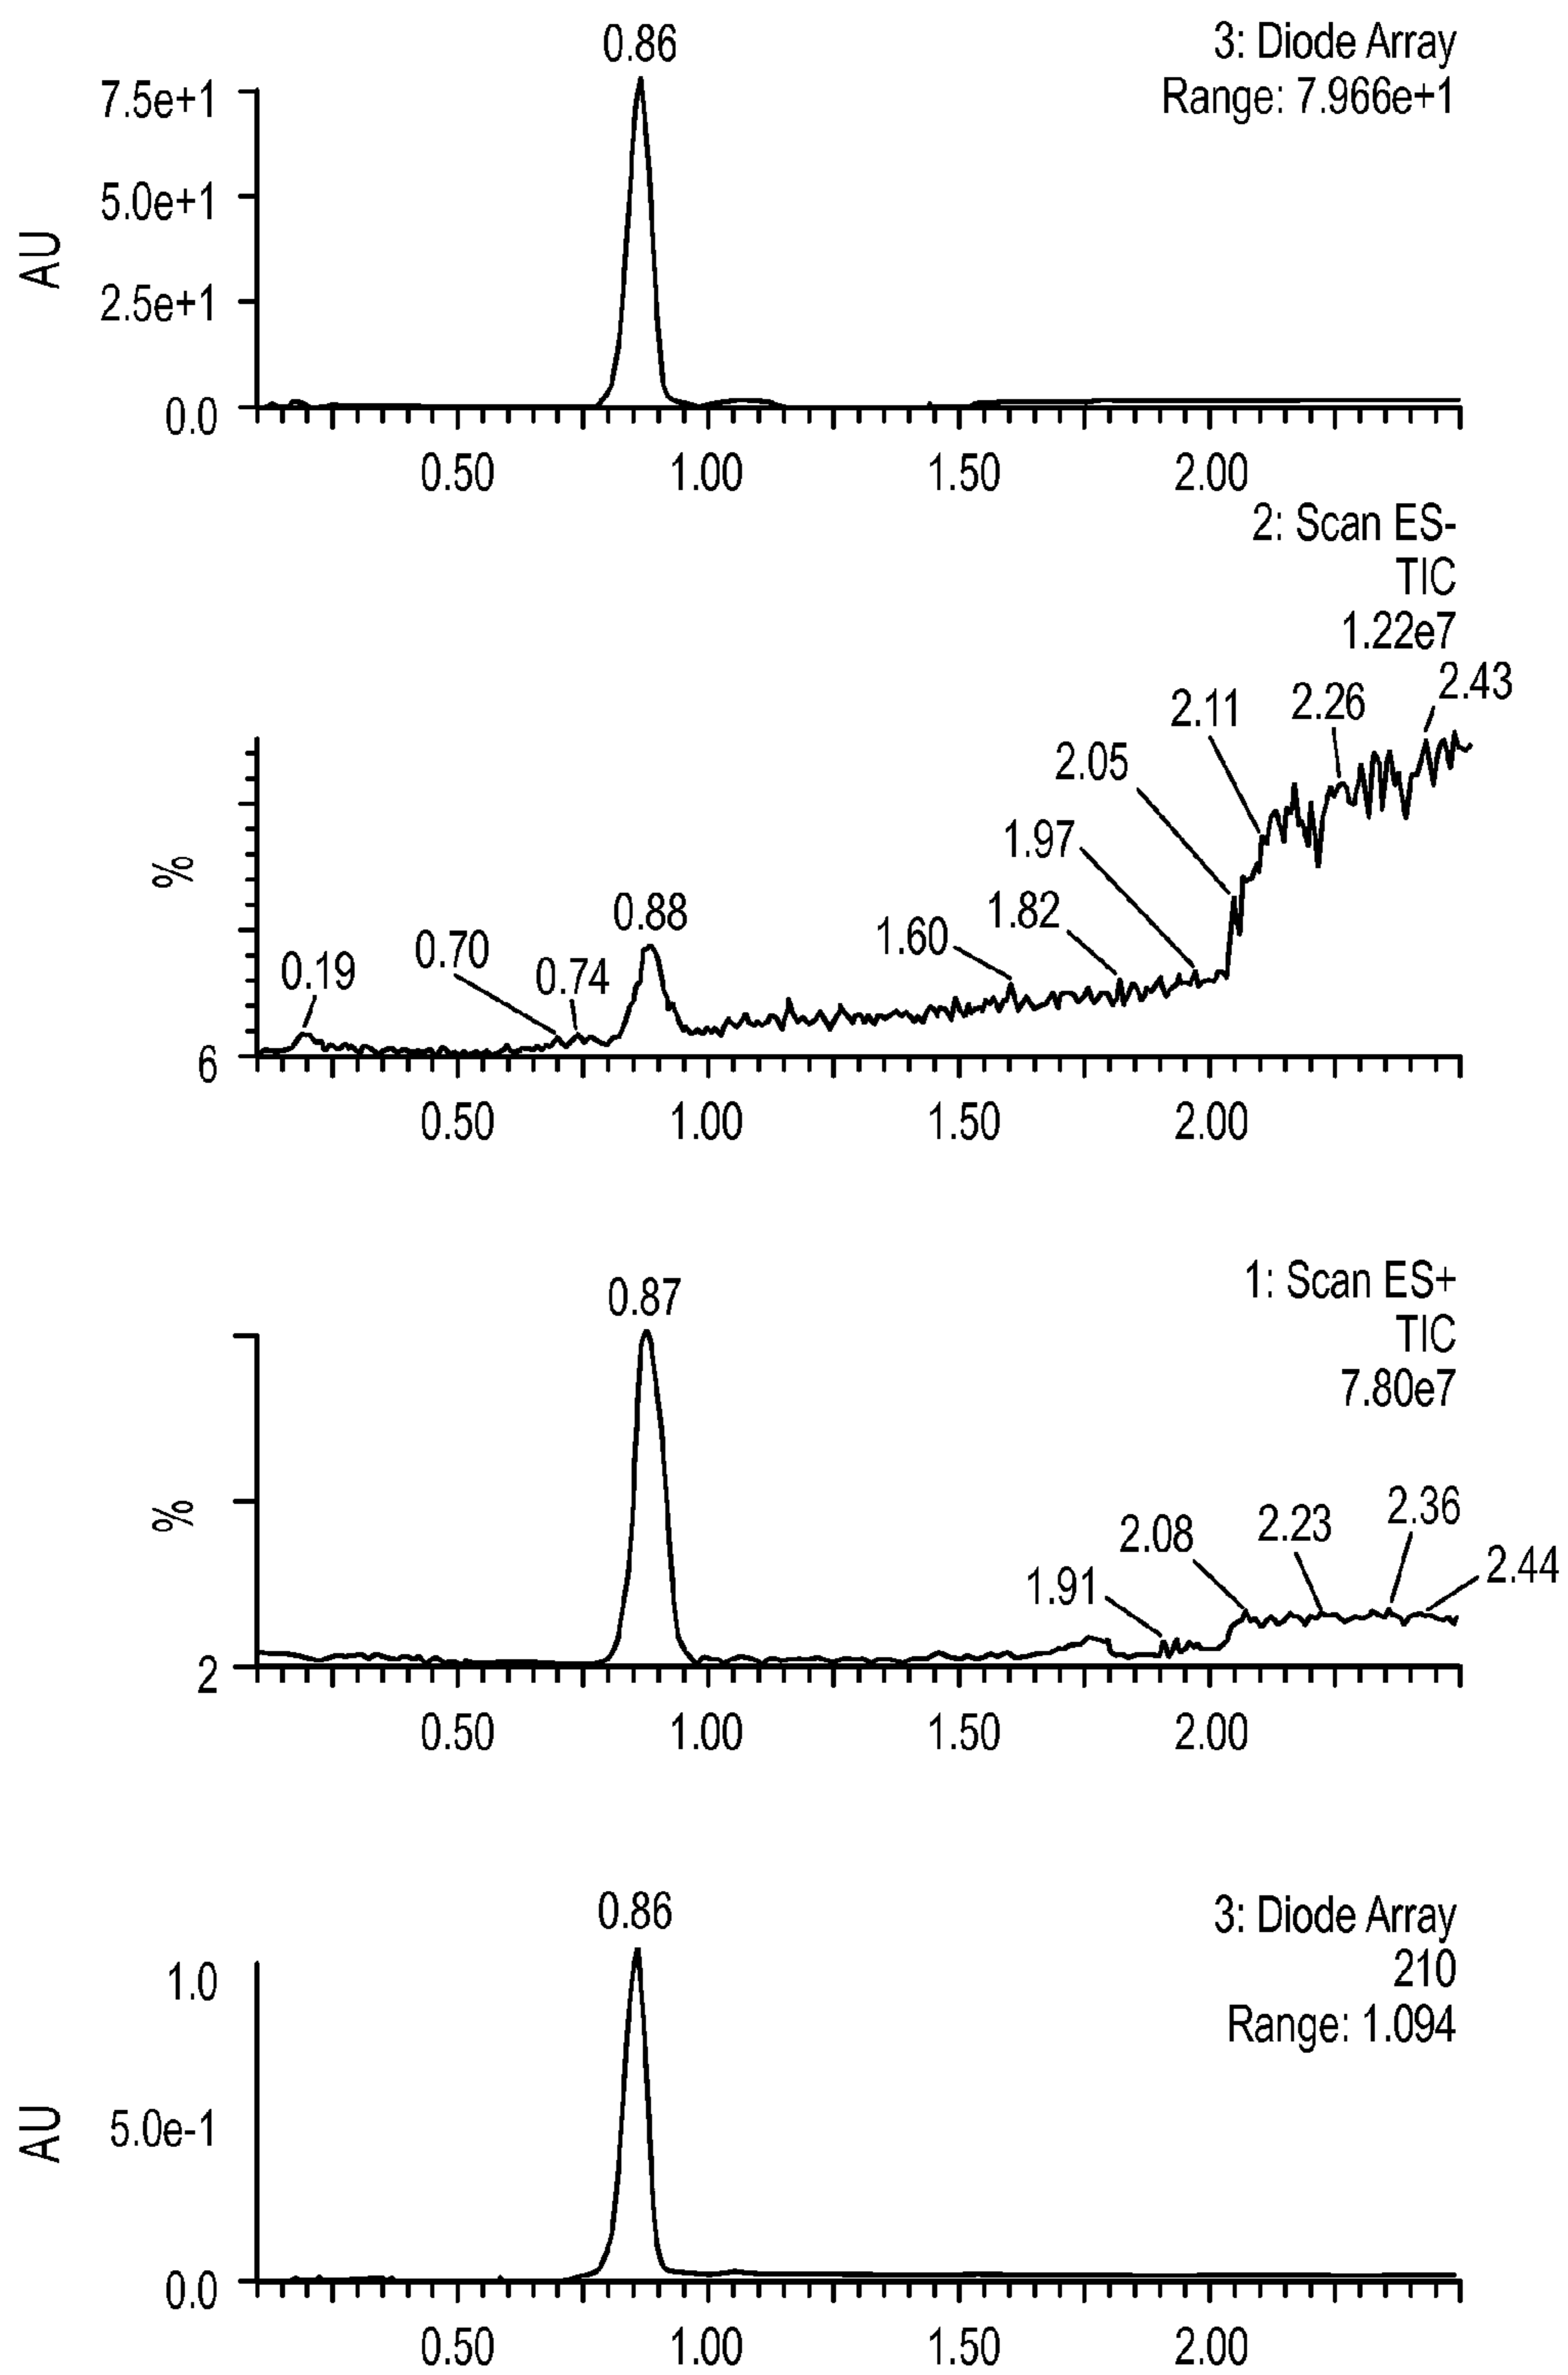 0.86
3: Diode Array
Range: 7.966e+1
7.5e+1
5.0e+1
2.5e+1
0.0
AU
0.50 1.00 1.50 2.00
2: Scan ES-
TIC
1.22e7
2.43
2.26
2.11
2.05
1.97
1.82
1.60
0.88
0.70
0.74
0.19
%
6
0.50 1.00 1.50 2.00
1: Scan ES+
TIC
7.80e7
0.87
%
2.36
2.23
2.08
2.44
1.91
2
0.50 1.00 1.50 2.00
0.86
3: Diode Array
210
Range: 1.094
1.0
5.0e-1
0.0
AU
0.50 1.00 1.50 2.00